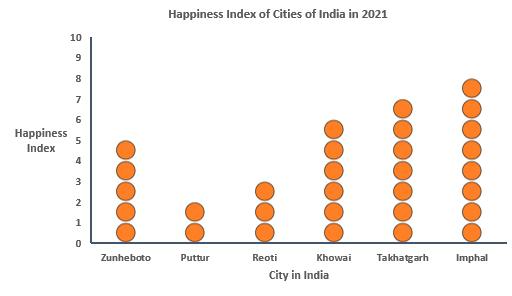 Happiness Index of Cities of India in 2021
10
9
8
7
6
5
4
3
2
1
0
Happiness
Index
Zunheboto Puttur Reoti Khowai Takhatgarh Imphal
City in India